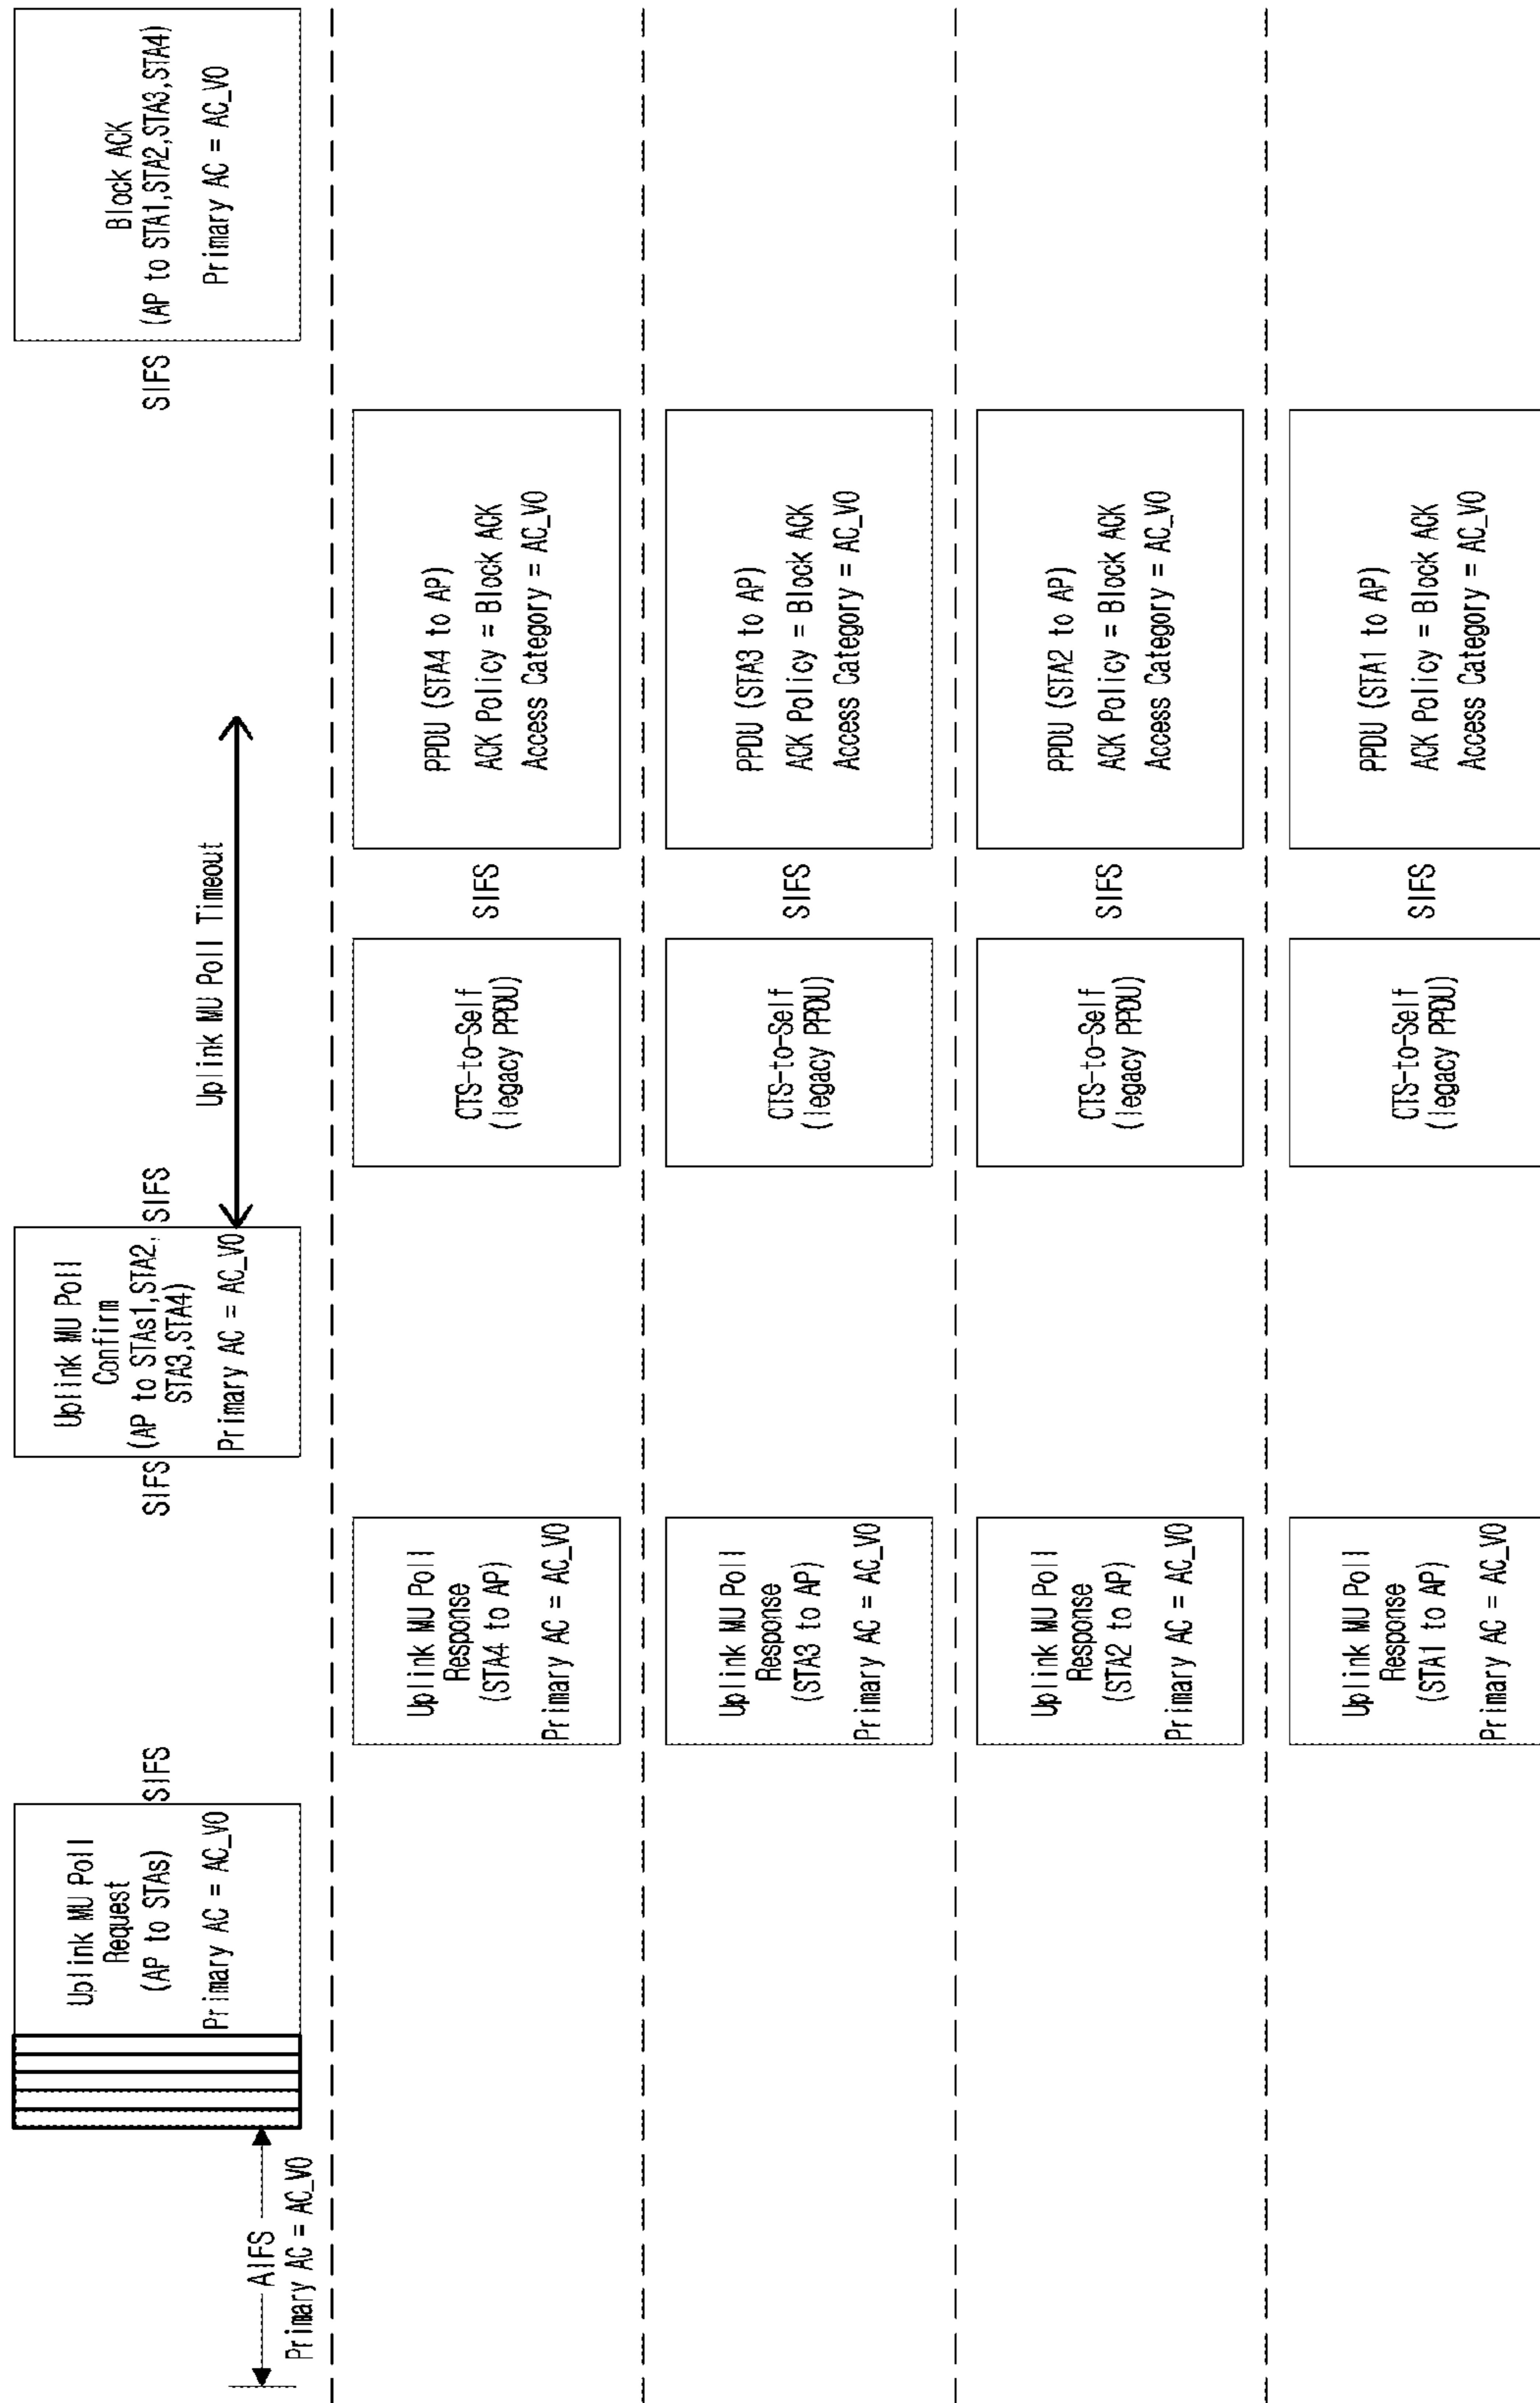 AIFS
Primary AC = AC_VO
Uplink MU Poll
Request
(AP to STAs)
Primary AC = AC_VO
SIFS
SIFS
Uplink MU Poll
Confirm
(AP to STAs1,STA2,
STA3,STA4)
Primary AC = AC_VO
SIFS
Uplink MU Poll Timeout
SIFS
Block ACK
(AP to STA1,STA2,STA3,STA4)
Primary AC = AC_VO
Uplink MU Poll
Response
(STA4 to AP)
Primary AC = AC_VO
CTS-to-Self
(legacy PPDU)
SIFS
PPDU (STA4 to AP)
ACK Policy = Block ACK
Access Category = AC_VO
Uplink MU Poll
Response
(STA3 to AP)
Primary AC = AC_VO
CTS-to-Self
(legacy PPDU)
SIFS
PPDU (STA3 to AP)
ACK Policy = Block ACK
Access Category = AC_VO
Uplink MU Poll
Response
(STA2 to AP)
Primary AC = AC_VO
CTS-to-Self
(legacy PPDU)
SIFS
PPDU (STA2 to AP)
ACK Policy = Block ACK
Access Category = AC_VO
Uplink MU Poll
Response
(STA1 to AP)
Primary AC = AC_VO
CTS-to-Self
(legacy PPDU)
SIFS
PPDU (STA1 to AP)
ACK Policy = Block ACK
Access Category = AC_VO